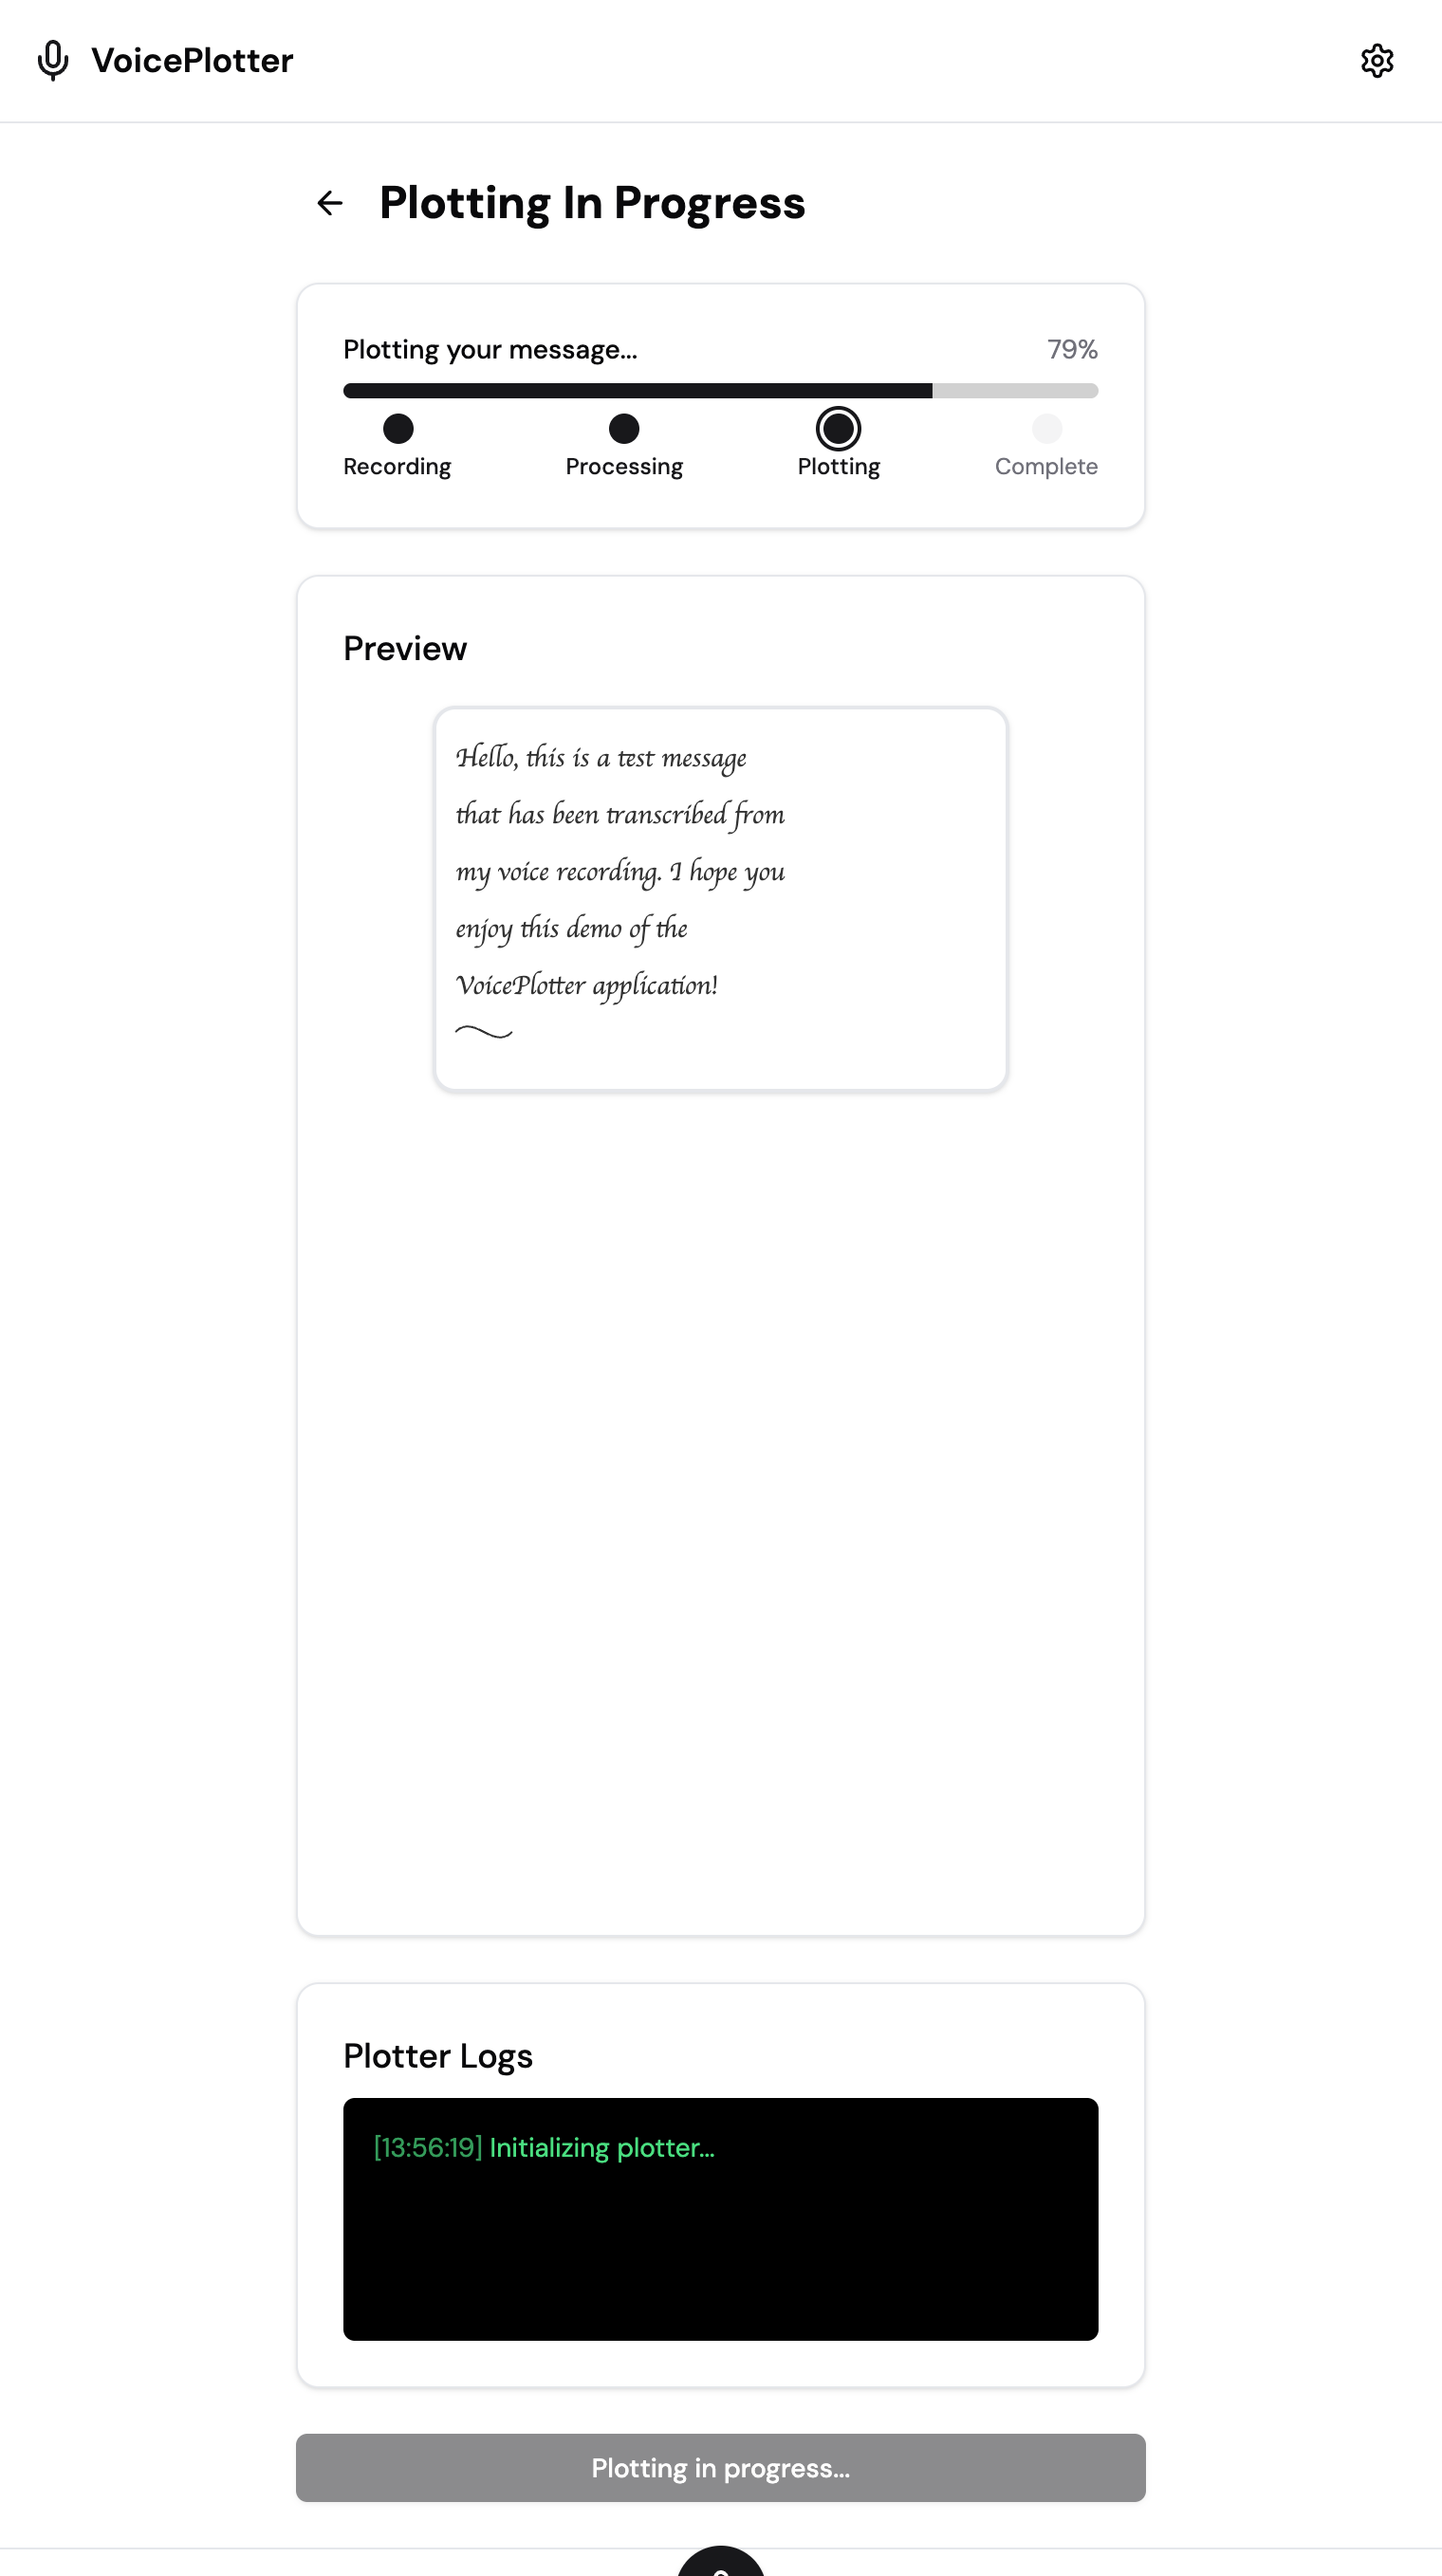 VoicePlotter
Plotting In Progress
Plotting your message...
79%
Recording
Processing
Plotting
Complete
Preview
Hello, this is a test message
that has been transcribed from
my voice recording. I hope you
enjoy this demo of the
VoicePlotter application!
Plotter Logs
[13:56:19] Initializing plotter...
Plotting in progress...